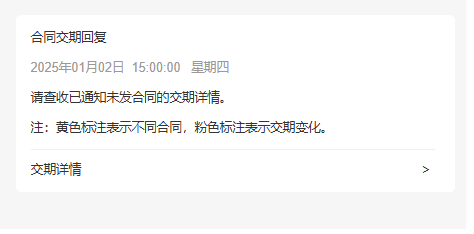 合同交期回复
2025年01月02日 15:00:00 星期四
请查收已通知未发合同的交期详情。
注：黄色标注表示不同合同，粉色标注表示交期变化。
交期详情 >